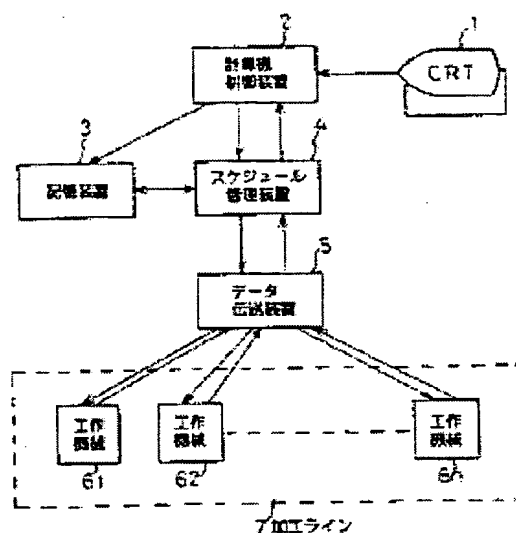 2
1
計算機
制御装置
CRT
3
4
記憶装置
スケジュール
管理装置
5
データ
伝送装置
工作
機械
工作
機械
工作
機械
61
62
6n
7加工ライン